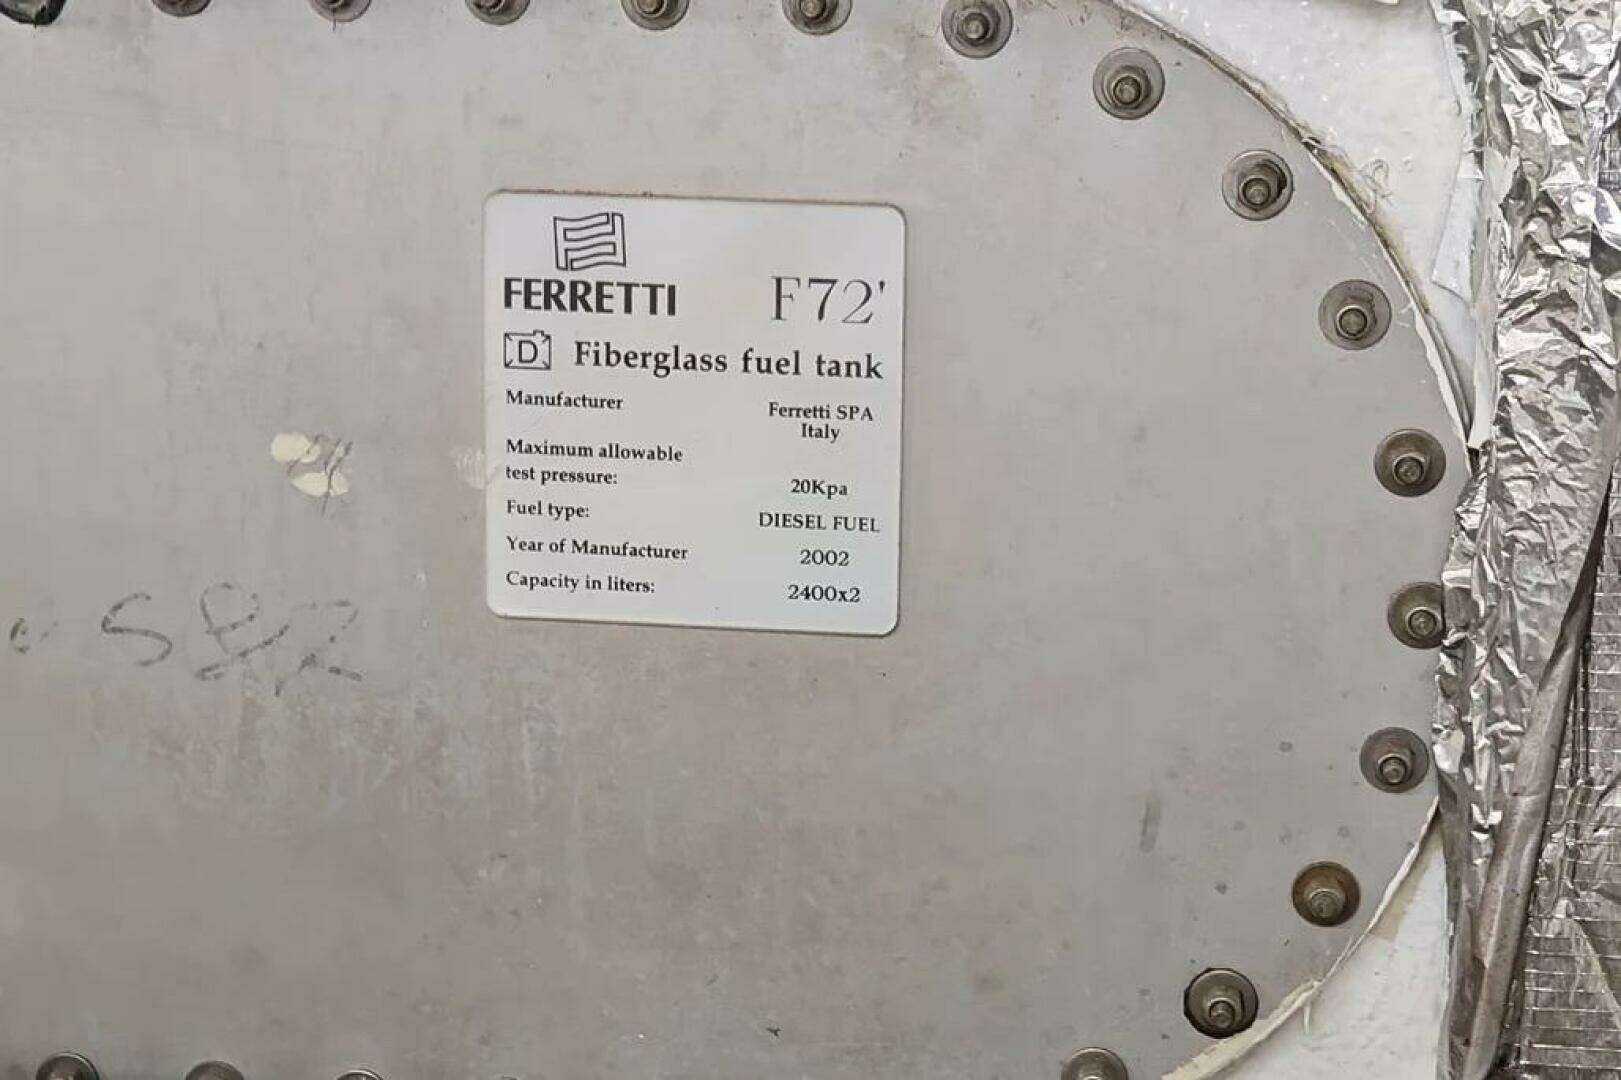 FERRETTI F72'
D Fiberglass fuel tank
Manufacturer Ferretti SPA
Italy
Maximum allowable
test pressure: 20Kpa
Fuel type: DIESEL FUEL
Year of Manufacturer 2002
Capacity in liters: 2400x2